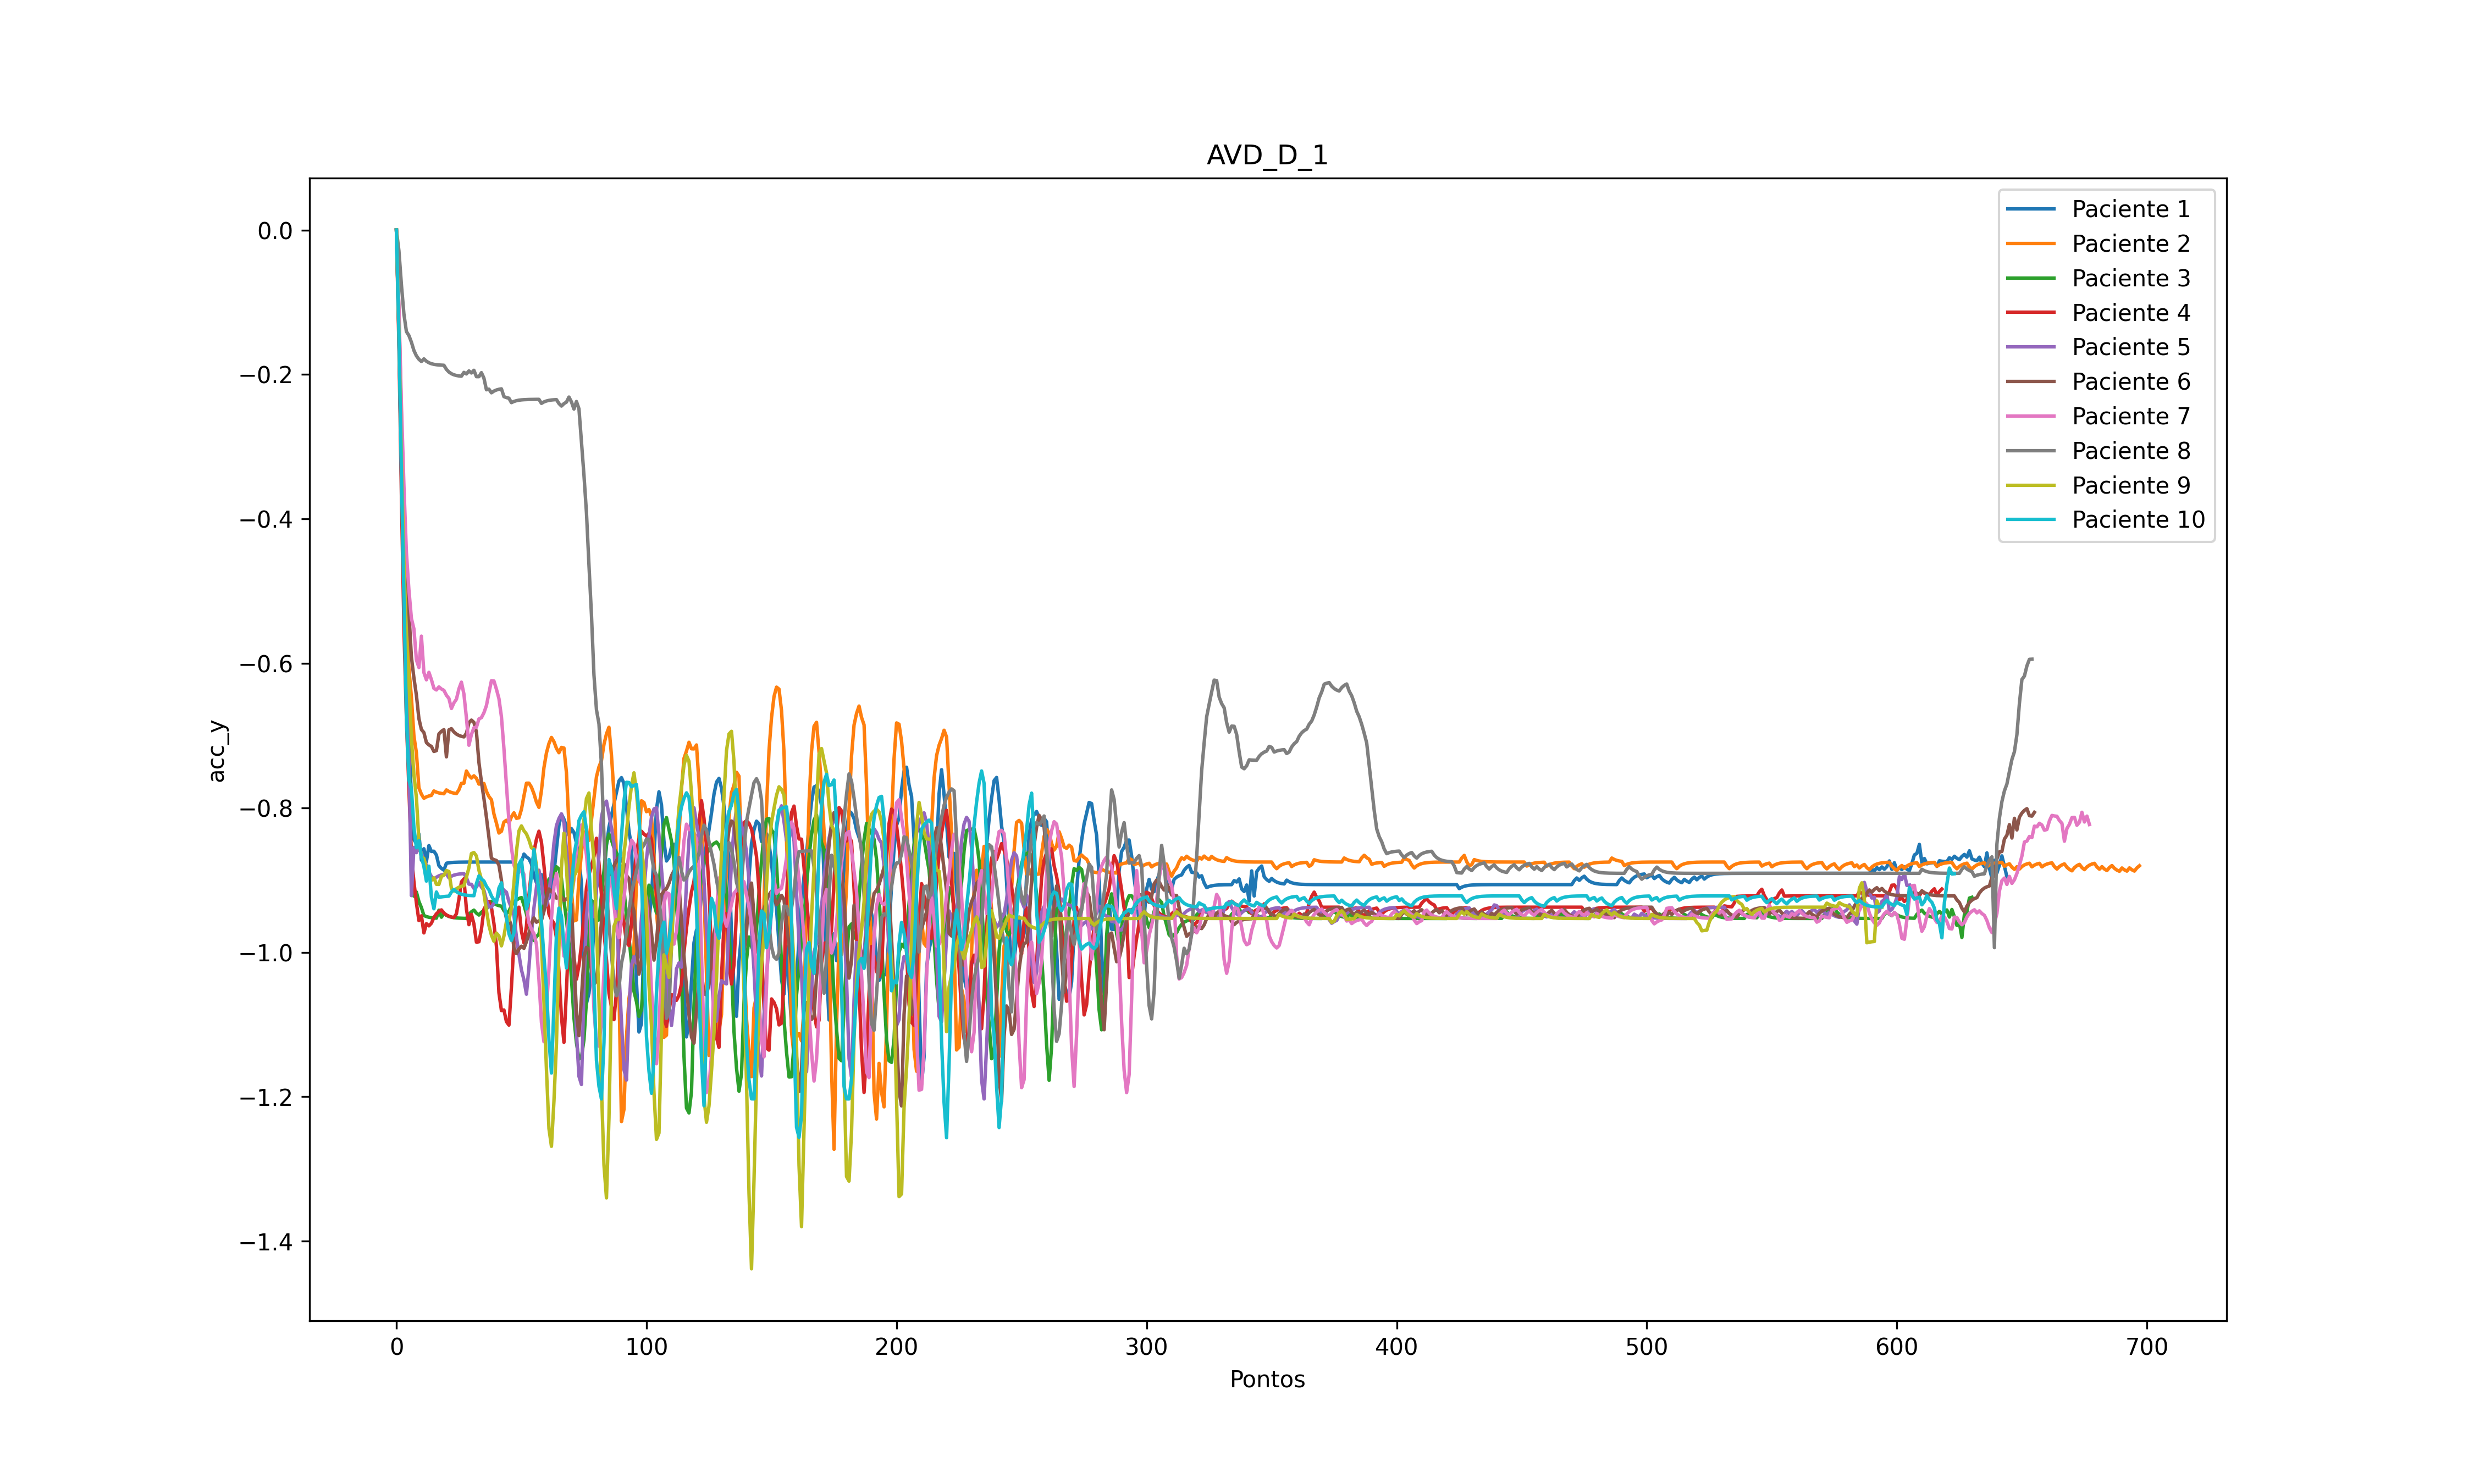 AVD_D_1
Paciente 1
Paciente 2
Paciente 3
Paciente 4
Paciente 5
Paciente 6
Paciente 7
Paciente 8
Paciente 9
Paciente 10
0.0
−0.2
−0.4
−0.6
−0.8
−1.0
−1.2
−1.4
acc_y
0 100 200 300 400 500 600 700
Pontos